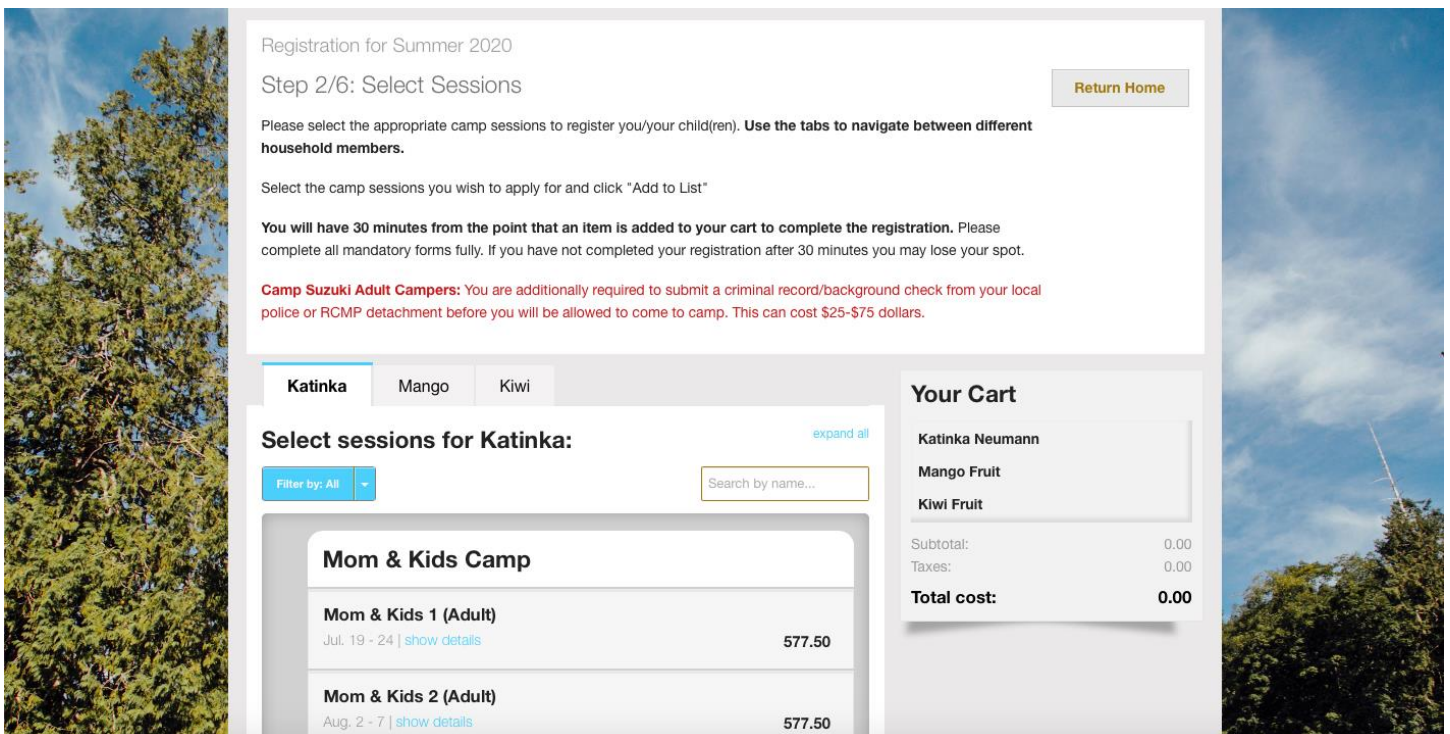 Registration for Summer 2020
Step 2/6: Select Sessions
Return Home
Please select the appropriate camp sessions to register you/your child(ren). Use the tabs to navigate between different
household members.
Select the camp sessions you wish to apply for and click "Add to List"
You will have 30 minutes from the point that an item is added to your cart to complete the registration. Please
complete all mandatory forms fully. If you have not completed your registration after 30 minutes you may lose your spot.
Camp Suzuki Adult Campers: You are additionally required to submit a criminal record/background check from your local
police or RCMP detachment before you will be allowed to come to camp. This can cost $25-$75 dollars.
Katinka Mango Kiwi
Select sessions for Katinka:
expand all
Filter by: All
Search by name...
Mom & Kids Camp
Mom & Kids 1 (Adult)
Jul. 19 - 24 | show details
577.50
Mom & Kids 2 (Adult)
Aug. 2 - 7 | show details
577.50
Your Cart
Katinka Neumann
Mango Fruit
Kiwi Fruit
Subtotal: 0.00
Taxes: 0.00
Total cost: 0.00